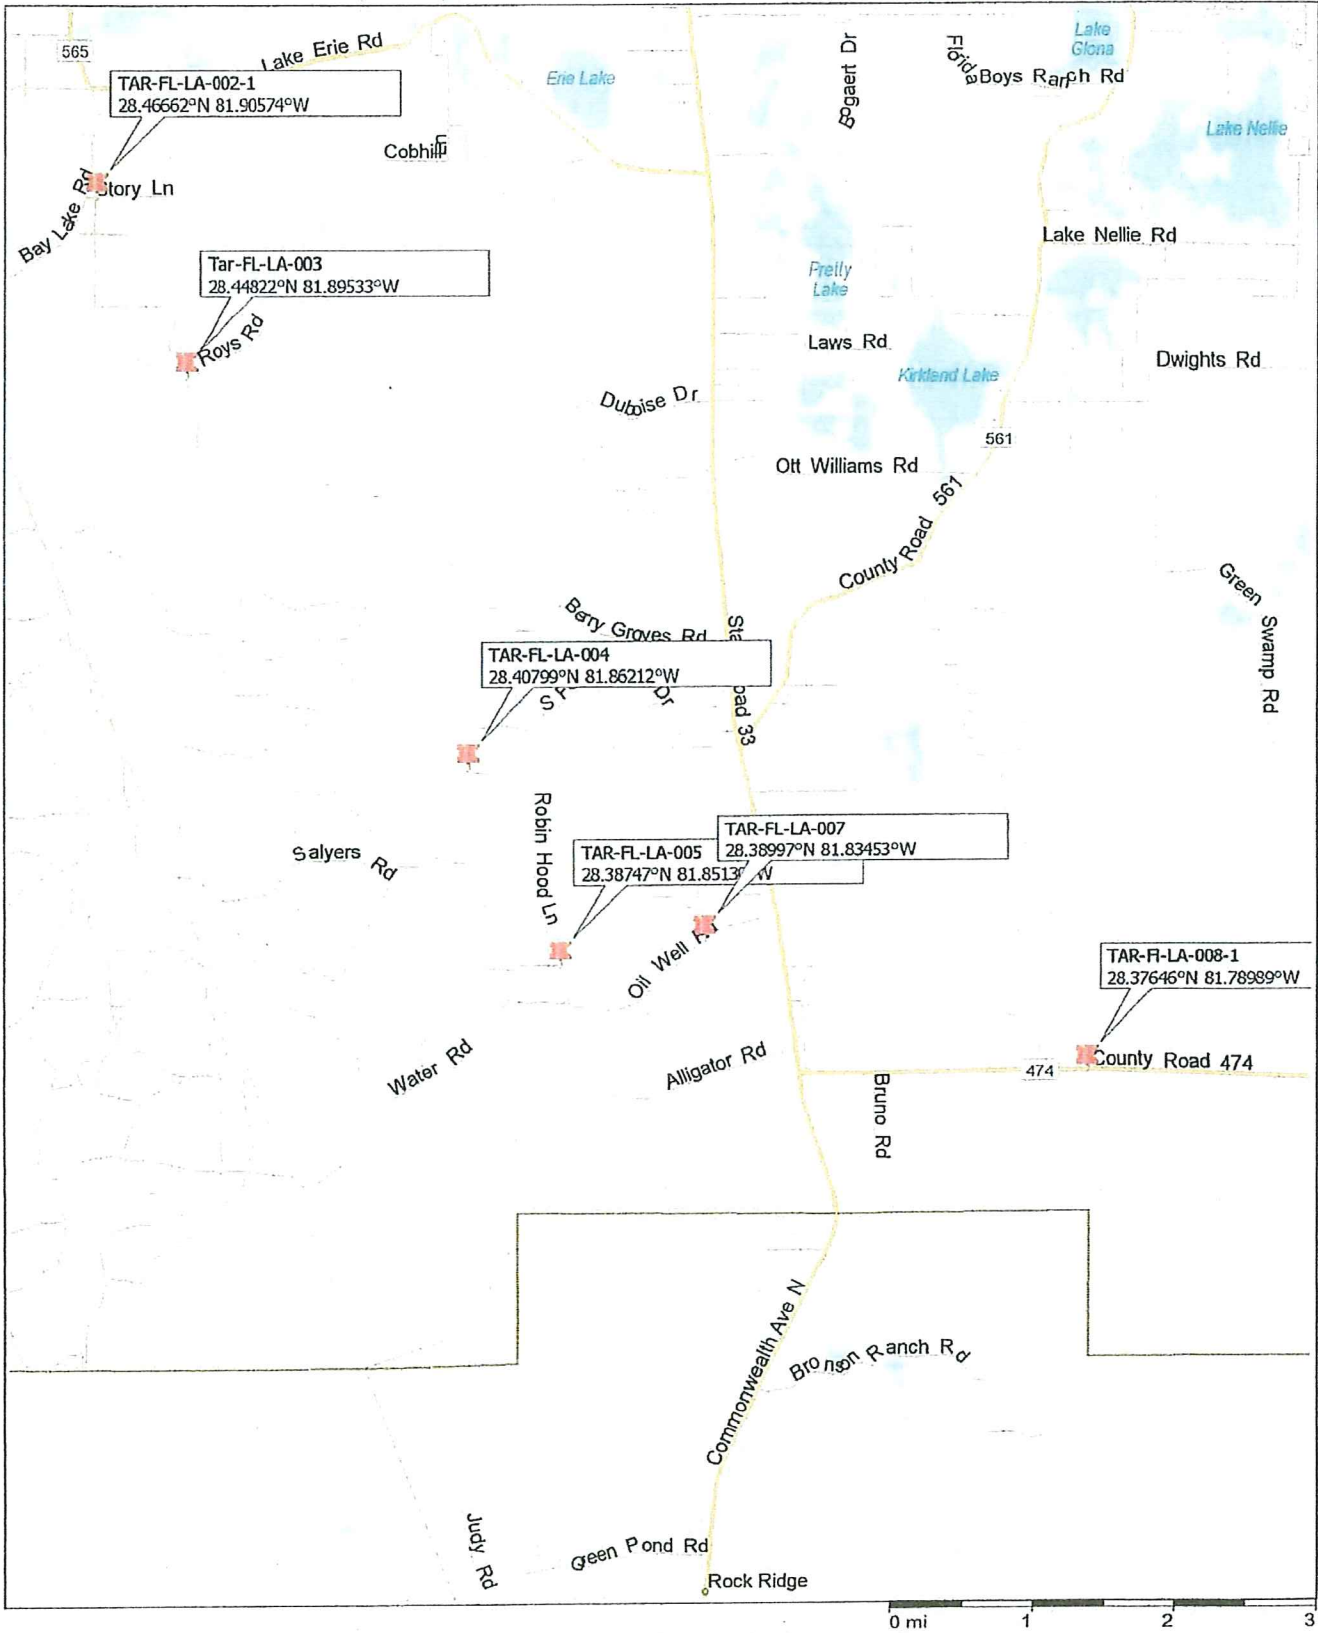 565
Lake Erie Rd
Erie Lake
Bogart Dr
Florida Boys Ranch Rd
Lake
Glona
TAR-FL-LA-002-1
28.46662°N 81.90574°W
Lake Nellie
Cobhill
Bay Lake Rd
Story Ln
Lake Nellie Rd
Tar-FL-LA-003
28.44822°N 81.89533°W
Pretty
Lake
Roys Rd
Laws Rd
Dwights Rd
Kirkland Lake
Duboise Dr
561
Ott Williams Rd
County Road 561
Green Swamp Rd
Berry Groves Rd
TAR-FL-LA-004
28.40799°N 81.86212°W
Dr
33
Robin Hood Ln
Salyers Rd
TAR-FL-LA-007
28.38997°N 81.83453°W
TAR-FL-LA-005
28.38747°N W
Oil Well Rd
TAR-Fl-LA-008-1
28.37646°N 81.78989°W
Water Rd
Alligator Rd
474
County Road 474
Bruno Rd
Commonwealth Ave N
Bronson Ranch Rd
Judy Rd
Green Pond Rd
Rock Ridge
0 mi 1 2 3